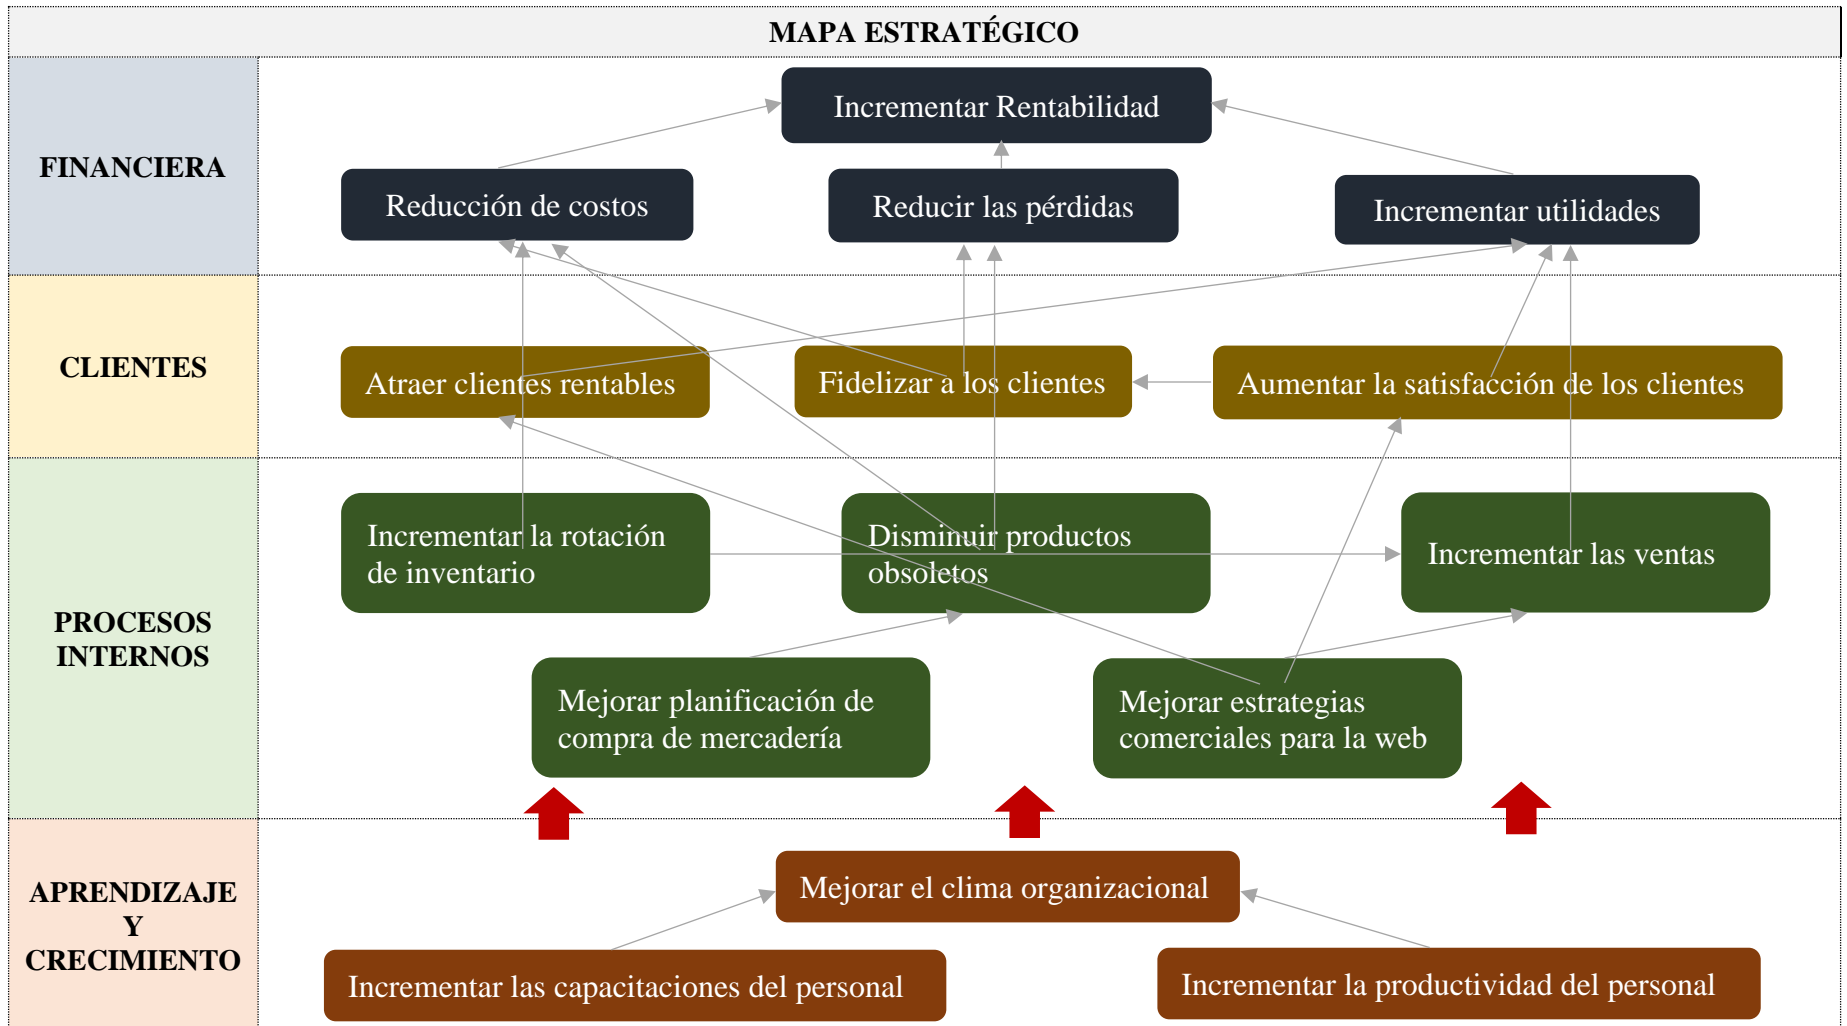 MAPA ESTRATÉGICO
FINANCIERA
Incrementar Rentabilidad
Reducción de costos
Reducir las pérdidas
Incrementar utilidades
CLIENTES
Atraer clientes rentables
Fidelizar a los clientes
Aumentar la satisfacción de los clientes
PROCESOS
INTERNOS
Incrementar la rotación
de inventario
Disminuir productos
obsoletos
Incrementar las ventas
Mejorar planificación de
compra de mercadería
Mejorar estrategias
comerciales para la web
APRENDIZAJE
Y
CRECIMIENTO
Mejorar el clima organizacional
Incrementar las capacitaciones del personal
Incrementar la productividad del personal